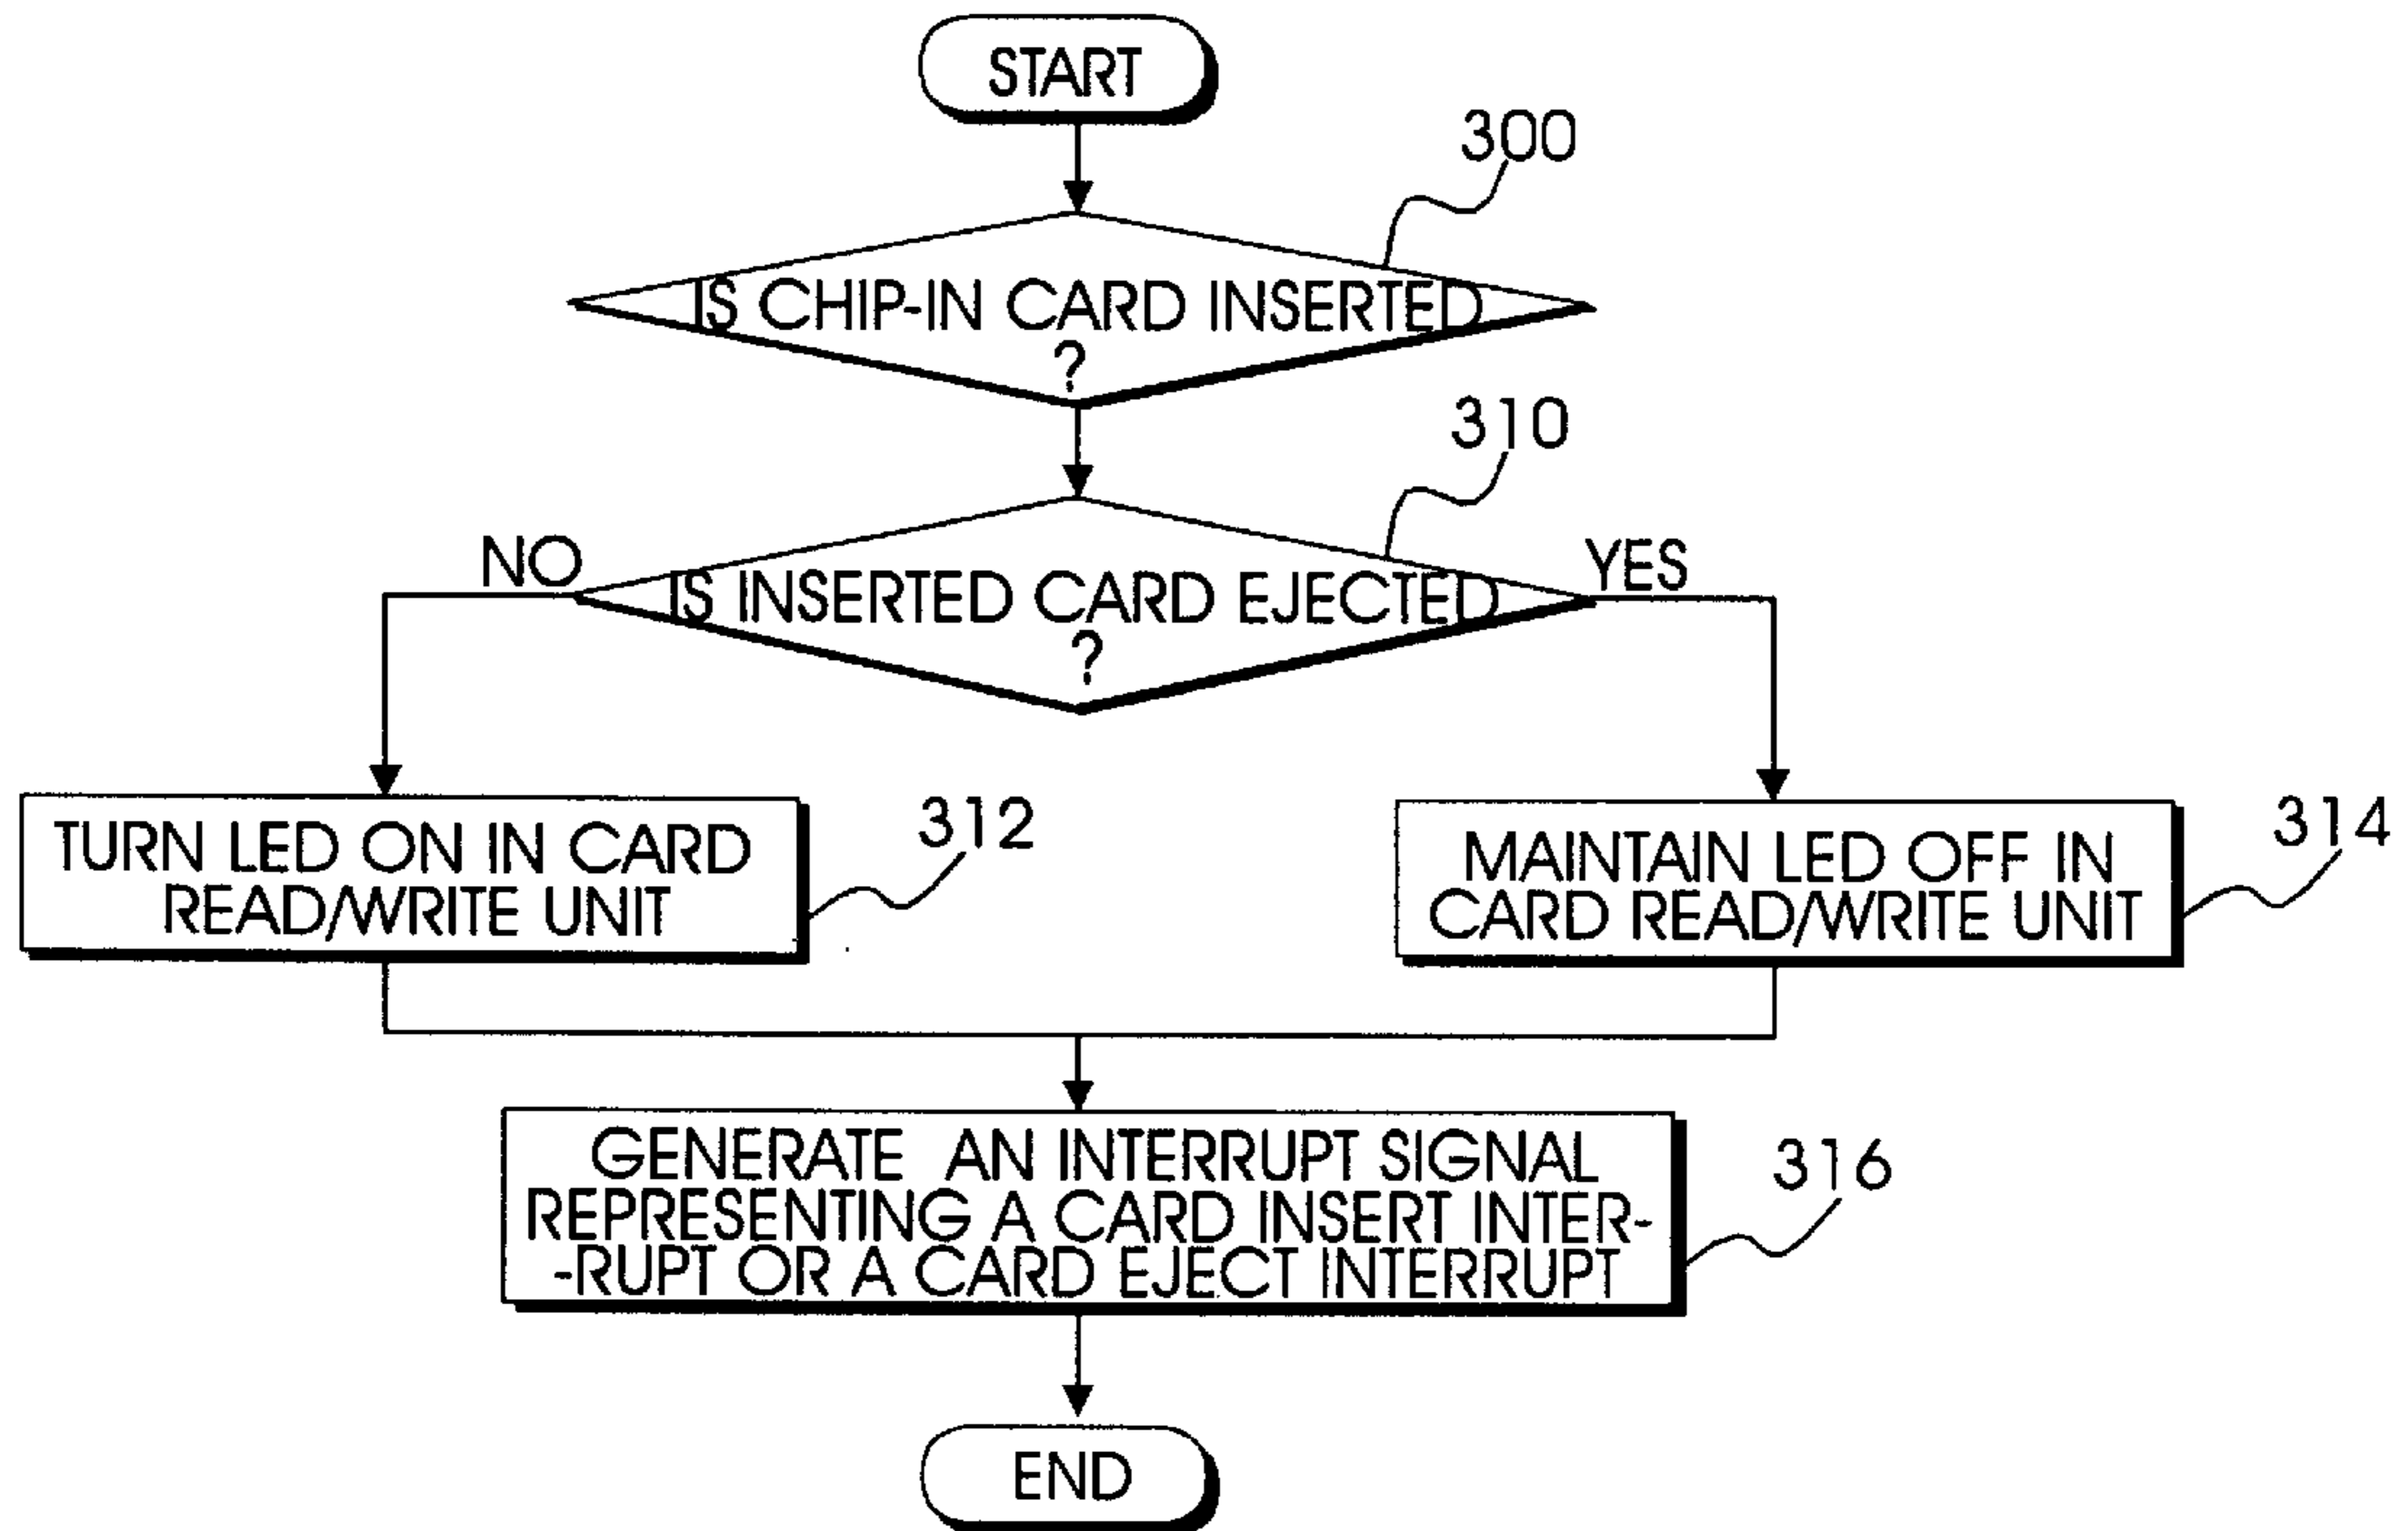 START
300
IS CHIP-IN CARD INSERTED
?
310
NO
YES
IS INSERTED CARD EJECTED
?
TURN LED ON IN CARD
READ/WRITE UNIT
312
MAINTAIN LED OFF IN
CARD READ/WRITE UNIT
314
GENERATE AN INTERRUPT SIGNAL
REPRESENTING A CARD INSERT INTER-
-RUPT OR A CARD EJECT INTERRUPT
316
END